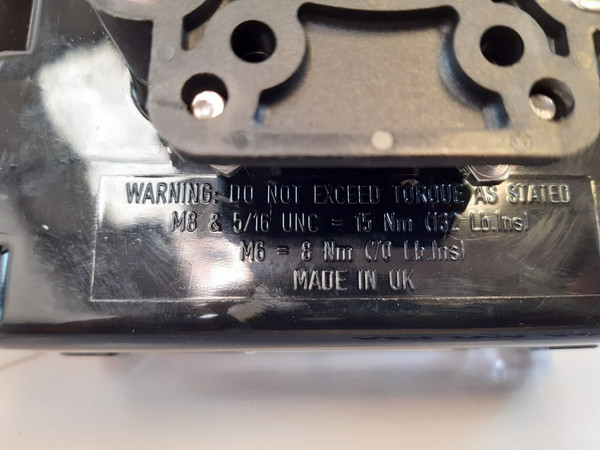 WARNING: DO NOT EXCEED TORQUE AS STATED
M8 & 5/16 UNC = 15 Nm (132 Lb.Ins)
M6 = 8 Nm (70 Lb.Ins)
MADE IN UK